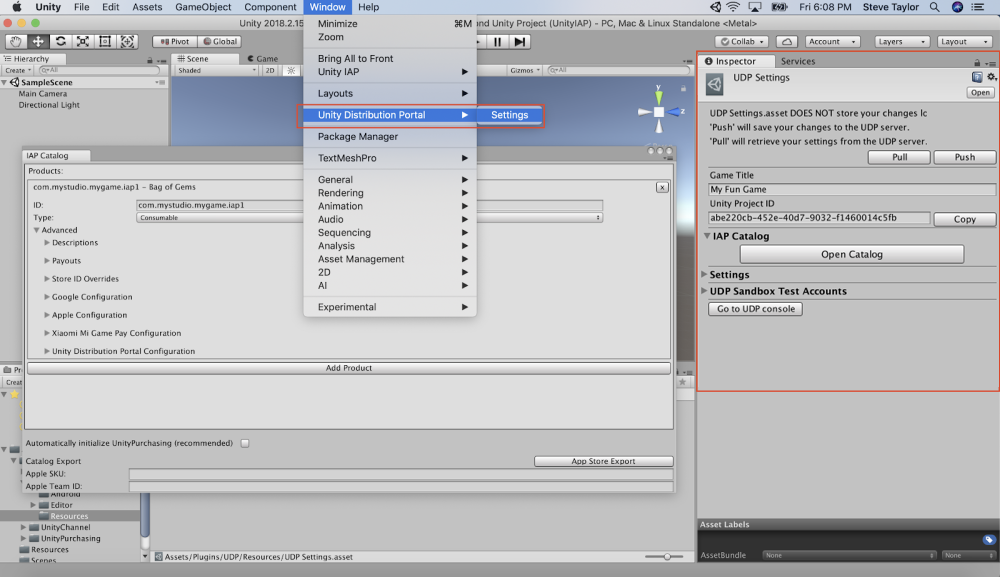 Unity File Edit Assets GameObject Component Window Help
Fri 6:08 PM Steve Taylor
Unity 2018.2.15
nd Unity Project (UnityIAP) - PC, Mac & Linux Standalone <Metal>
Pivot Global
Collab Account Layers Layout
Hierarchy
Create All
SampleScene
Main Camera
Directional Light
Scene Game
Shaded 2D
Gizmos All
Minimize ⌘M
Zoom
Bring All to Front
Unity IAP
Layouts
Unity Distribution Portal
Settings
Package Manager
TextMeshPro
General
Rendering
Animation
Audio
Sequencing
Analysis
Asset Management
2D
AI
Experimental
y
z
IAP Catalog
Products:
com.mystudio.mygame.iap1 - Bag of Gems
x
ID: com.mystudio.mygame.iap1
Type: Consumable
Advanced
Descriptions
Payouts
Store ID Overrides
Google Configuration
Apple Configuration
Xiaomi Mi Game Pay Configuration
Unity Distribution Portal Configuration
Add Product
Automatically initialize UnityPurchasing (recommended)
Catalog Export App Store Export
Apple SKU:
Apple Team ID:
Pr
Creat
Android
Editor
Resources
UnityChannel
UnityPurchasing
Resources
Scenes
Assets/Plugins/UDP/Resources/UDP Settings.asset
Inspector Services
UDP Settings
Open
UDP Settings.asset DOES NOT store your changes lc
'Push' will save your changes to the UDP server.
'Pull' will retrieve your settings from the UDP server.
Pull Push
Game Title
My Fun Game
Unity Project ID
abe220cb-452e-40d7-9032-f1460014c5fb Copy
IAP Catalog
Open Catalog
Settings
UDP Sandbox Test Accounts
Go to UDP console
Asset Labels
AssetBundle None None